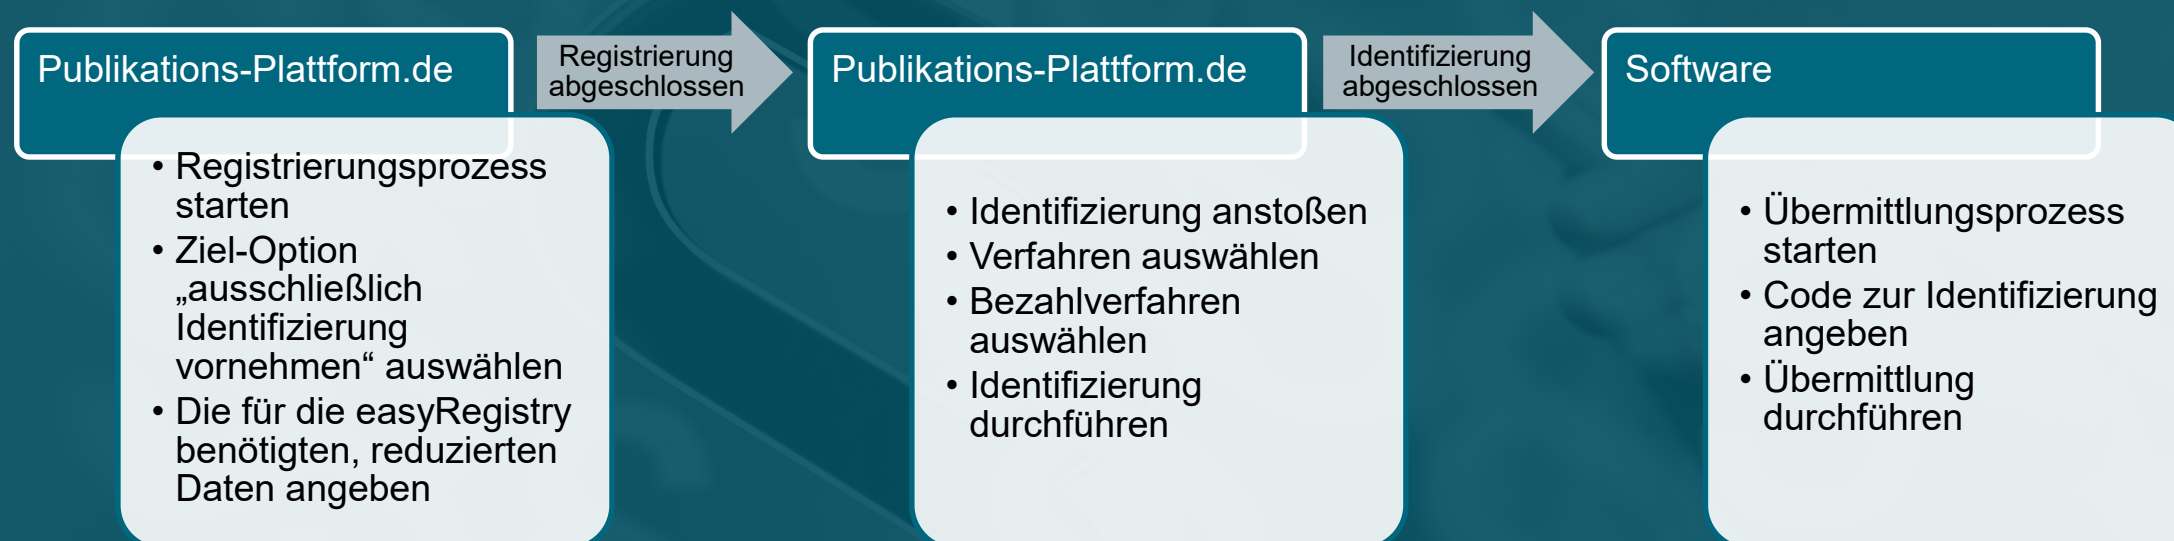 Publikations-Plattform.de
• Registrierungsprozess
starten
• Ziel-Option
„ausschließlich
Identifizierung
vornehmen“ auswählen
• Die für die easyRegistry
benötigten, reduzierten
Daten angeben
Registrierung
abgeschlossen
Publikations-Plattform.de
• Identifizierung anstoßen
• Verfahren auswählen
• Bezahlverfahren
auswählen
• Identifizierung
durchführen
Identifizierung
abgeschlossen
Software
• Übermittlungsprozess
starten
• Code zur Identifizierung
angeben
• Übermittlung
durchführen